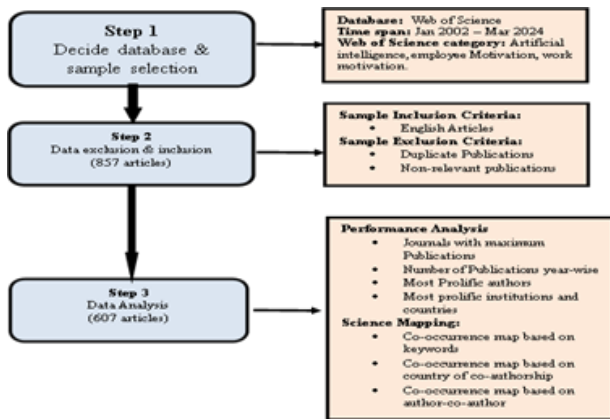 Step 1
Decide database &
sample selection
Database: Web of Science
Time span: Jan 2002 – Mar 2024
Web of Science category: Artificial
intelligence, employee Motivation, work
motivation.
Step 2
Data exclusion & inclusion
(857 articles)
Sample Inclusion Criteria:
• English Articles
Sample Exclusion Criteria:
• Duplicate Publications
• Non-relevant publications
Step 3
Data Analysis
(607 articles)
Performance Analysis
• Journals with maximum
Publications
• Number of Publications year-wise
• Most Prolific authors
• Most prolific institutions and
countries
Science Mapping:
• Co-occurrence map based on
keywords
• Co-occurrence map based on
country of co-authorship
• Co-occurrence map based on
author-co-author